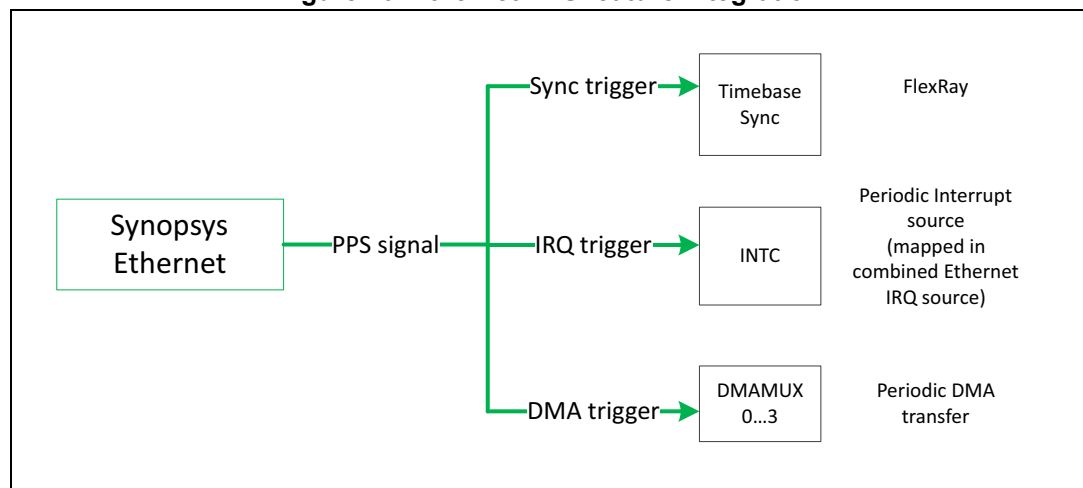 Sync trigger
Timebase
Sync
FlexRay
Synopsys
Ethernet
PPS signal
IRQ trigger
INTC
Periodic Interrupt
source
(mapped in
combined Ethernet
IRQ source)
DMA trigger
DMAMUX
0...3
Periodic DMA
transfer